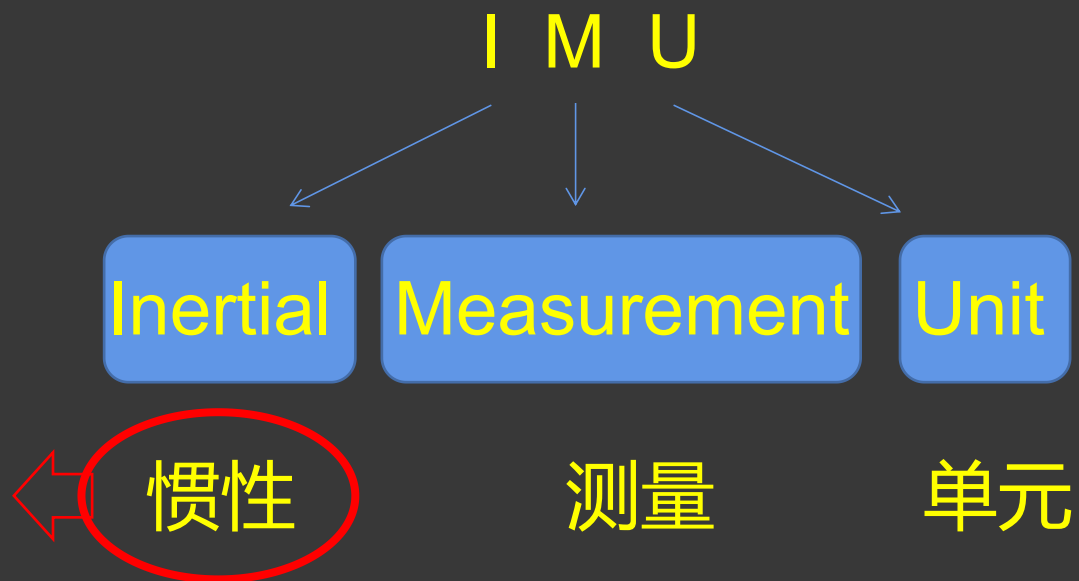 I M U
Inertial Measurement Unit
惯性 测量 单元